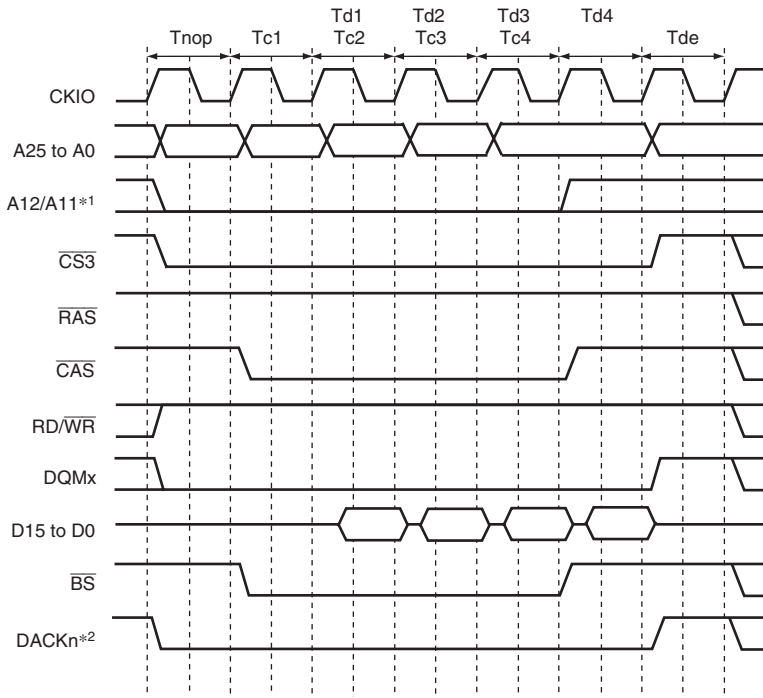 Td1 Td2 Td3 Td4
Tnop Tc1 Tc2 Tc3 Tc4 Tde
CKIO
A25 to A0
A12/A11*1
CS3
RAS
CAS
RD/WR
DQMx
D15 to D0
BS
DACKn*2